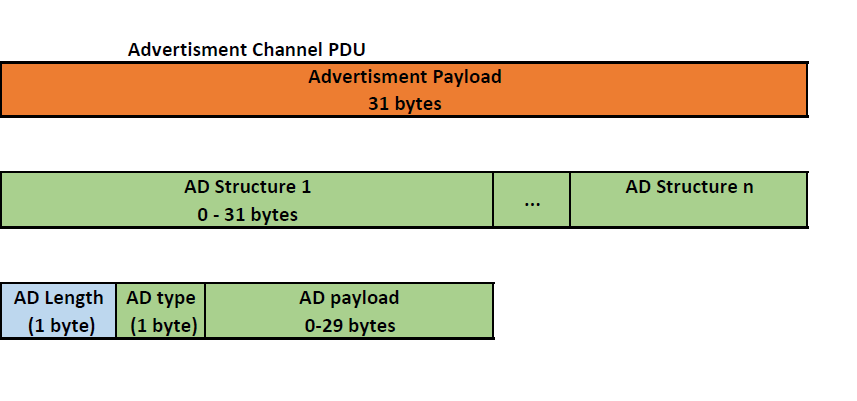 Advertisment Channel PDU
Advertisment Payload
31 bytes
AD Structure 1
0 - 31 bytes
...
AD Structure n
AD Length
(1 byte)
AD type
(1 byte)
AD payload
0-29 bytes